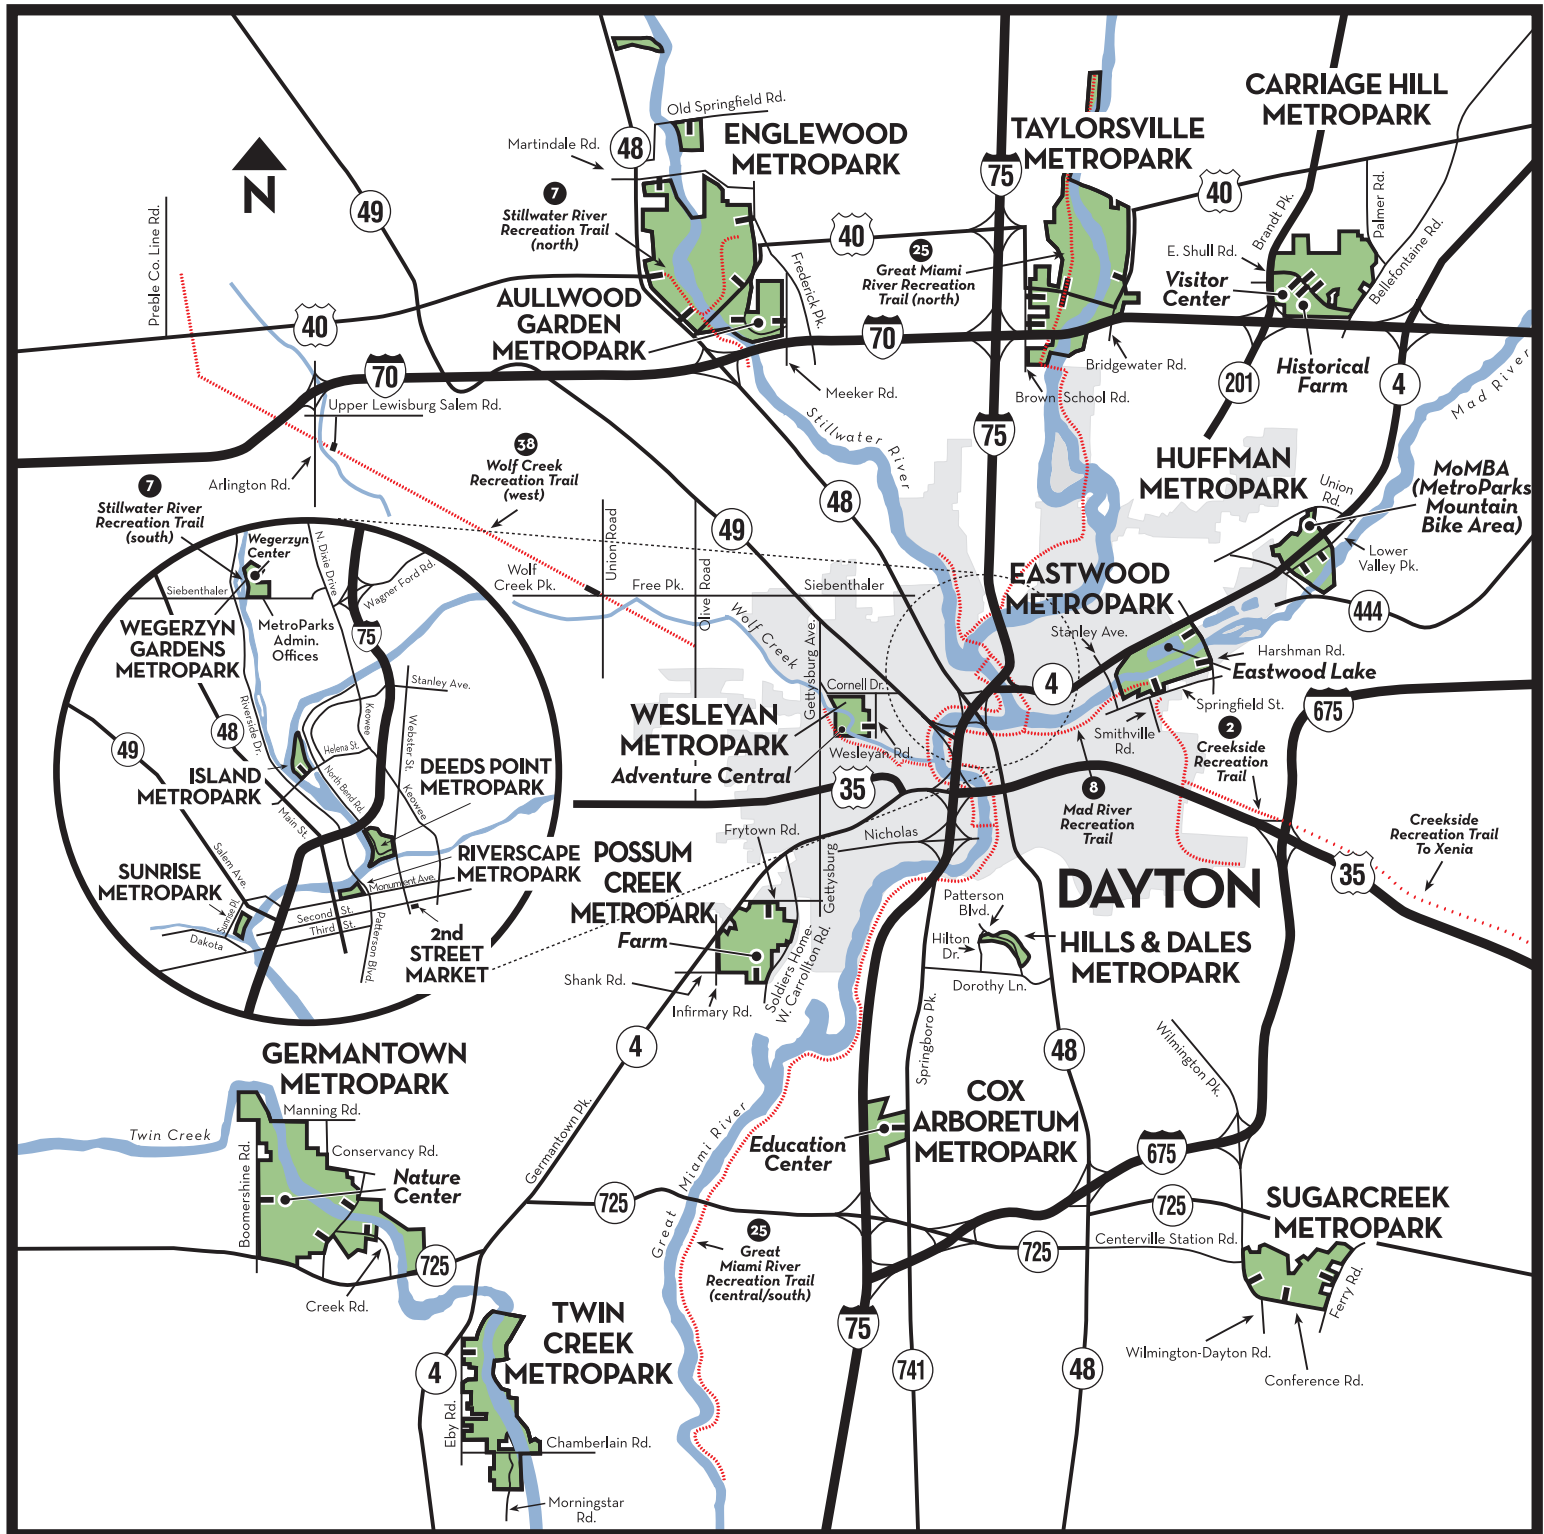 Old Springfield Rd.
Martindale Rd.
48
ENGLEWOOD
METROPARK
TAYLORSVILLE
METROPARK
CARRIAGE HILL
METROPARK
75
40
Palmer Rd.
Brandt Pk.
Bellefontaine Rd.
N
49
Preble Co. Line Rd.
7
Stillwater River
Recreation Trail
(north)
40
Frederick Pk.
25
Great Miami
River Recreation
Trail (north)
E. Shull Rd.
Visitor
Center
AULLWOOD
GARDEN
METROPARK
40
70
70
Meeker Rd.
Bridgewater Rd.
Brown School Rd.
201
Historical
Farm
4
Mad River
Upper Lewisburg Salem Rd.
Arlington Rd.
38
Wolf Creek
Recreation Trail
(west)
Stillwater River
75
HUFFMAN
METROPARK
Union
Rd.
MoMBA
(MetroParks
Mountain
Bike Area)
Lower
Valley Pk.
444
7
Stillwater River
Recreation Trail
(south)
48
49
Union Road
Olive Road
Wolf
Creek Pk.
Free Pk.
Siebenthaler
Wolf Creek
Gettysburg Ave.
EASTWOOD
METROPARK
Stanley Ave.
Harshman Rd.
Eastwood Lake
Springfield St.
Smithville
Rd.
4
675
2
Creekside
Recreation
Trail
Cornell Dr.
WESLEYAN
METROPARK
Adventure Central
Wesleyan Rd.
35
8
Mad River
Recreation
Trail
Creekside
Recreation Trail
To Xenia
35
Wegerzyn
Center
N. Dixie Drive
Wagner Ford Rd.
Siebenthaler
75
WEGERZYN
GARDENS
METROPARK
MetroParks
Admin.
Offices
Stanley Ave.
Riverside Dr.
48
49
Keowee
Webster St.
Helena St.
ISLAND
METROPARK
North Bend Rd.
Main St.
Keowee
DEEDS POINT
METROPARK
Salem Ave.
SUNRISE
METROPARK
RIVERSCAPE
METROPARK
Monument Ave.
Sunrise Pl.
Second St.
Third St.
Dakota
Patterson Blvd.
2nd
STREET
MARKET
Frytown Rd.
Nicholas
Gettysburg
POSSUM
CREEK
METROPARK
Farm
Shank Rd.
Infirmary Rd.
Soldiers Home-
W. Carrollton Rd.
DAYTON
Patterson
Blvd.
Hilton
Dr.
HILLS & DALES
METROPARK
Dorothy Ln.
Springboro Pk.
48
Wilmington Pk.
4
Germantown Pk.
GERMANTOWN
METROPARK
Manning Rd.
Twin Creek
Conservancy Rd.
Boomershine Rd.
Nature
Center
Creek Rd.
725
725
Great Miami River
COX
ARBORETUM
METROPARK
Education
Center
675
725
SUGARCREEK
METROPARK
725
Centerville Station Rd.
25
Great
Miami River
Recreation Trail
(central/south)
Ferry Rd.
Wilmington-Dayton Rd.
Conference Rd.
75
741
48
TWIN
CREEK
METROPARK
4
Eby Rd.
Chamberlain Rd.
Morningstar
Rd.